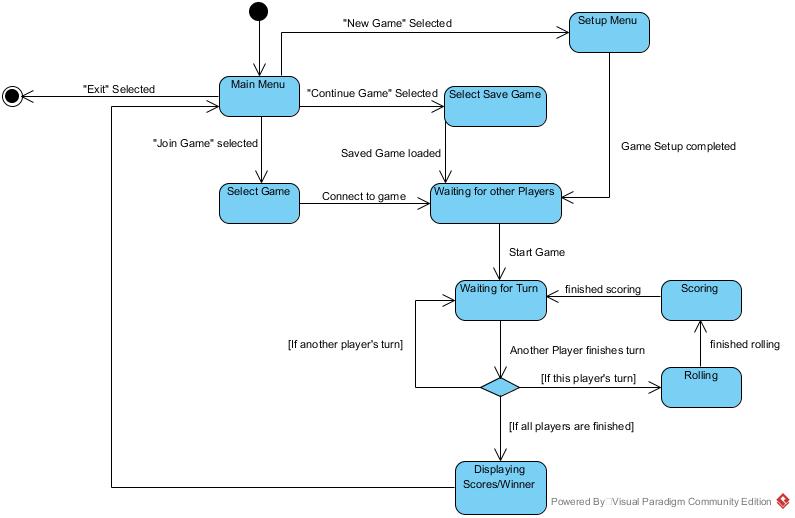 "New Game" Selected
Setup Menu
"Exit" Selected
Main Menu
"Continue Game" Selected
Select Save Game
"Join Game" selected
Saved Game loaded
Game Setup completed
Select Game
Connect to game
Waiting for other Players
Start Game
Waiting for Turn
finished scoring
Scoring
[If another player's turn]
Another Player finishes turn
finished rolling
[If this player's turn]
Rolling
[If all players are finished]
Displaying
Scores/Winner
Powered By Visual Paradigm Community Edition